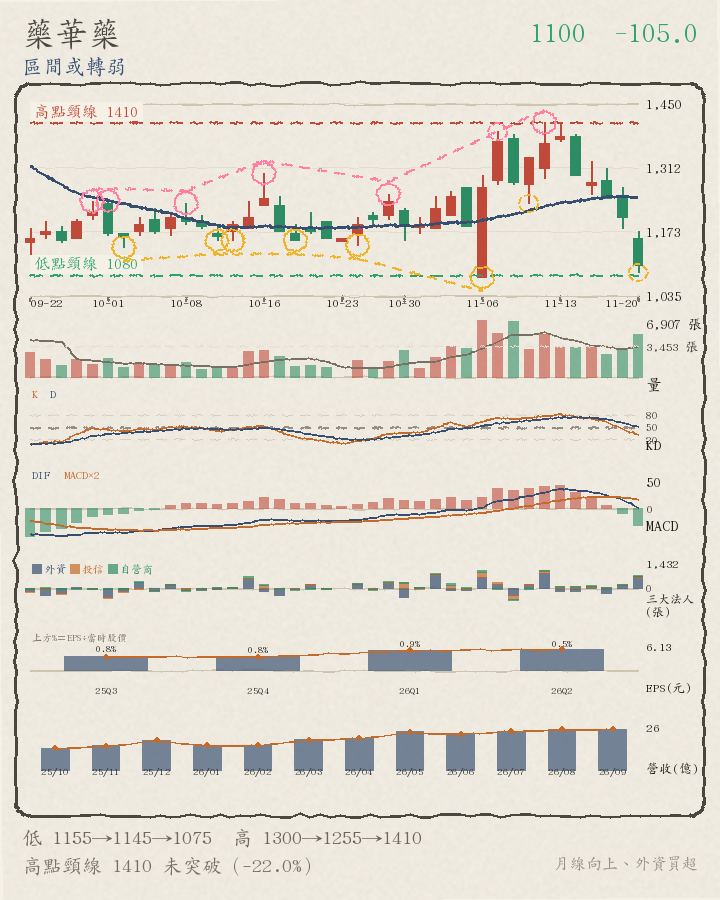 藥華藥
1100 -105.0
區間或轉弱
高點頸線 1410
低點頸線 1080
1,450
1,312
1,173
1,035
09-22 10-01 10-08 10-16 10-23 10-30 11-06 11-13 11-20
6,907 張
3,453 張
量
K D
80
50
20
KD
DIF MACD×2
50
0
MACD
外資 投信 自營商
1,432
0
三大法人
(張)
上方%=EPS÷當時股價
0.8% 0.8% 0.9% 0.5%
6.13
25Q3 25Q4 26Q1 26Q2
EPS(元)
26
25/10 25/11 25/12 26/01 26/02 26/03 26/04 26/05 26/06 26/07 26/08 26/09
營收(億)
低 1155→1145→1075 高 1300→1255→1410
高點頸線 1410 未突破 (-22.0%)
月線向上、外資買超